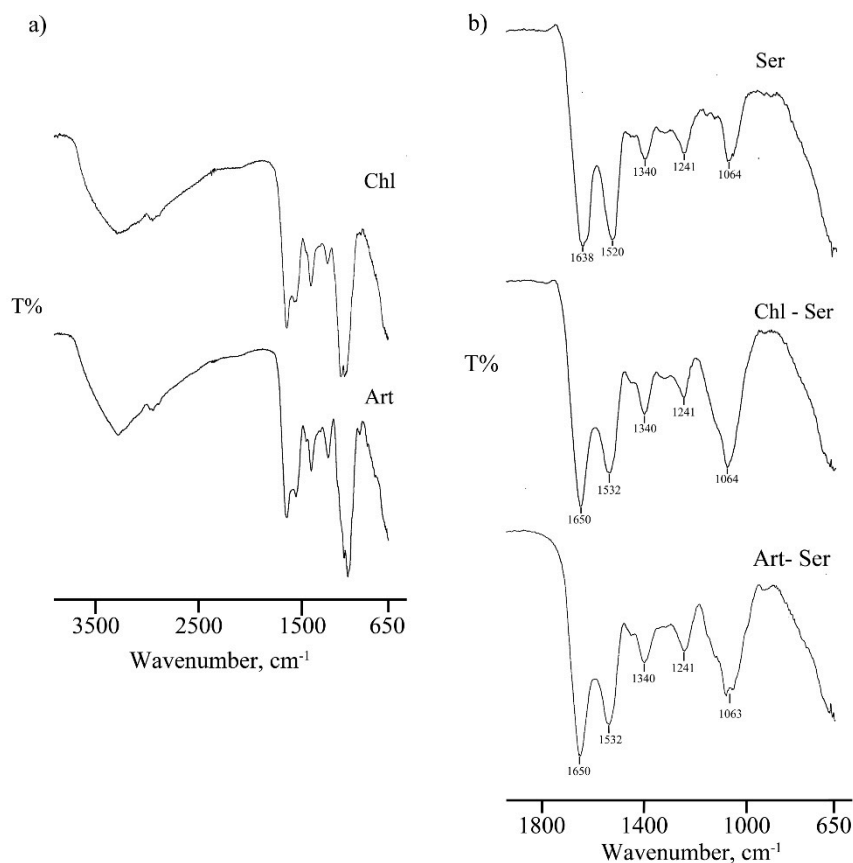 a)
Chl
T%
Art
3500 2500 1500 650
Wavenumber, cm-1
b)
Ser
1638 1520 1340 1241 1064
Chl - Ser
T%
1650 1532 1340 1241 1064
Art- Ser
1650 1532 1340 1241 1063
1800 1400 1000 650
Wavenumber, cm-1